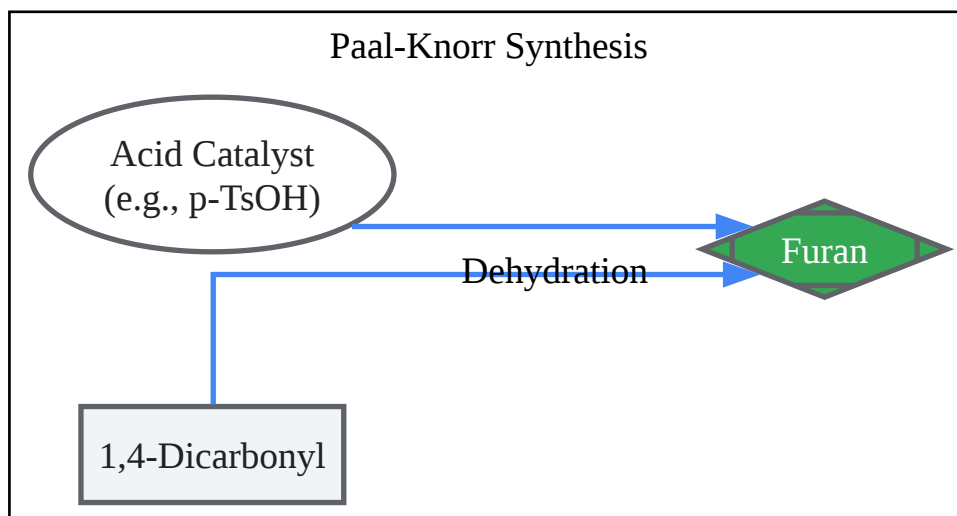 Paal-Knorr Synthesis
Acid Catalyst
(e.g., p-TsOH)
Furan
Dehydration
1,4-Dicarbonyl